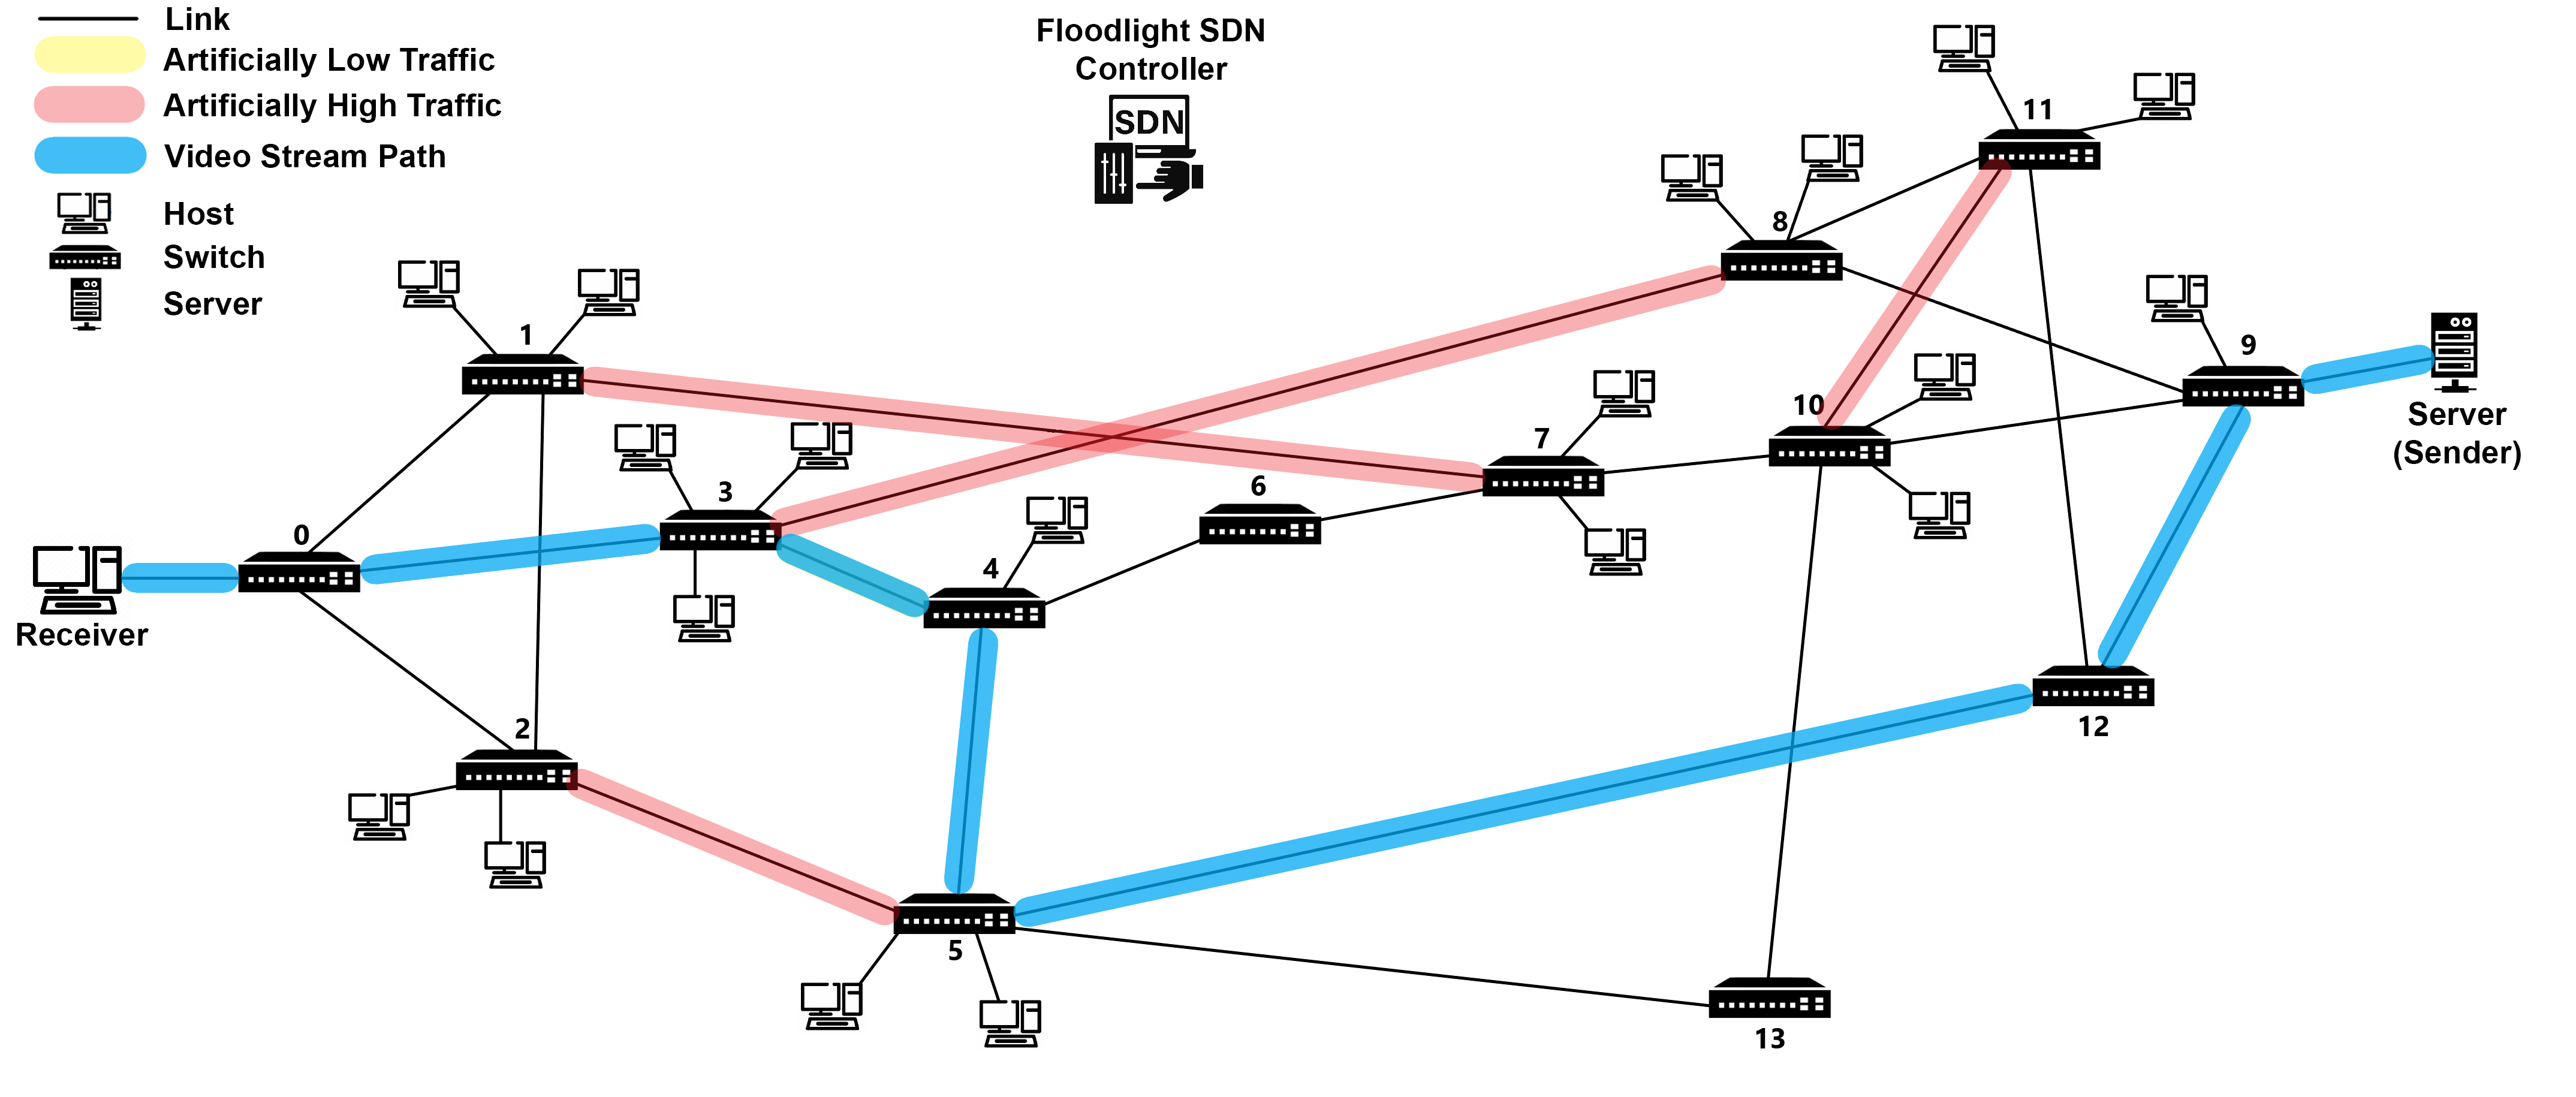 Link
Artificially Low Traffic
Artificially High Traffic
Video Stream Path
Host
Switch
Server
Floodlight SDN
Controller
SDN
11
8
1
9
10
7
Server
(Sender)
3
6
0
4
Receiver
2
12
5
13